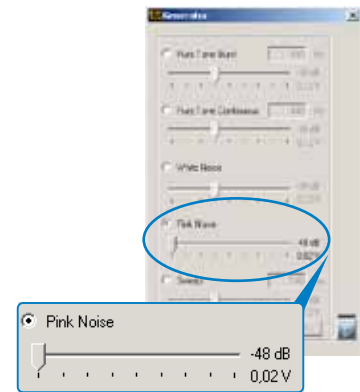 Generator
Pure Tone Burst
Pure Tone Continuous
White Noise
Pink Noise
-48 dB
0,02 V
Sweep
Pink Noise
-48 dB
0,02 V